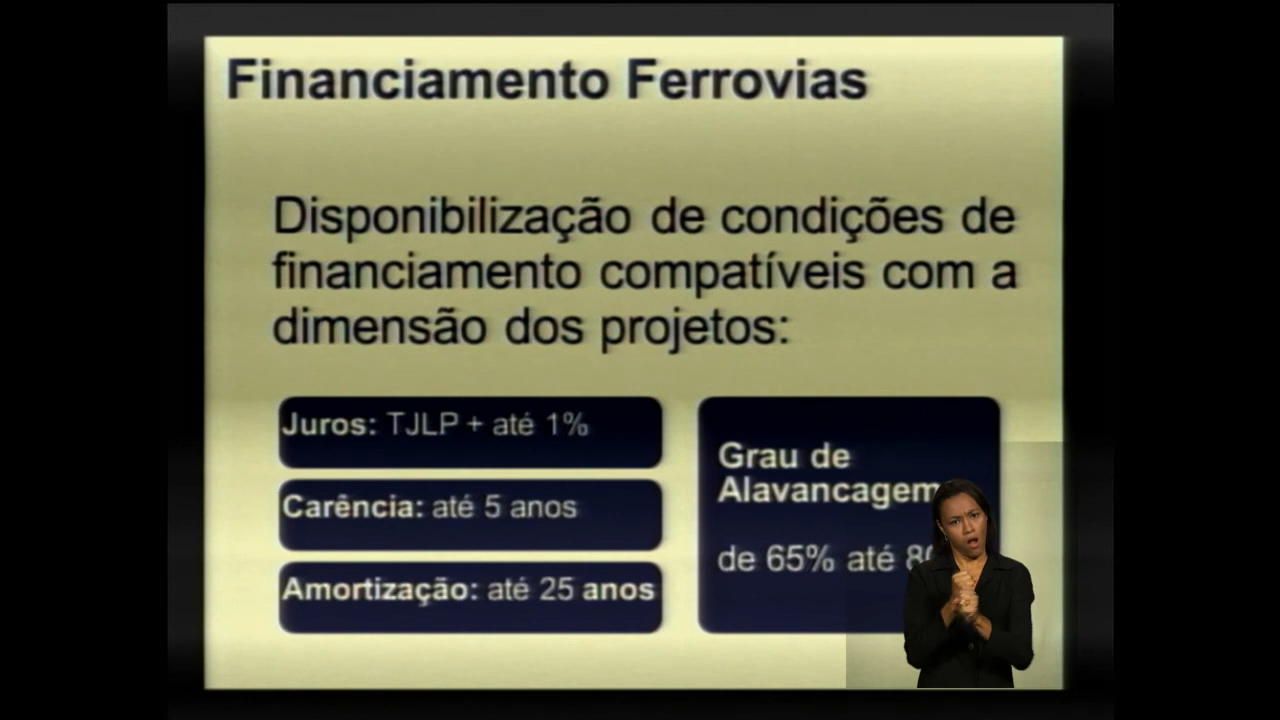 Financiamento Ferrovias
Disponibilização de condições de
financiamento compatíveis com a
dimensão dos projetos:
Juros: TJLP + até 1%
Carência: até 5 anos
Amortização: até 25 anos
Grau de
Alavancagem
de 65% até